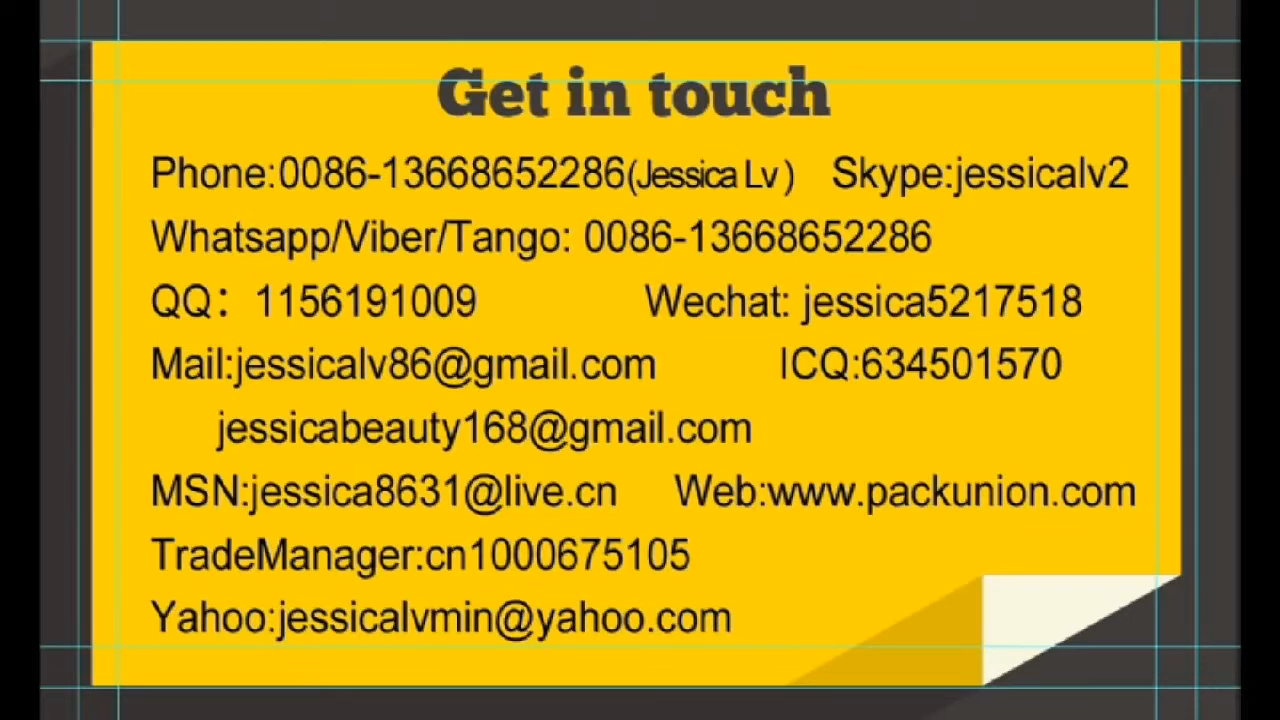 Get in touch
Phone:0086-13668652286(Jessica Lv ) Skype:jessicalv2
Whatsapp/Viber/Tango: 0086-13668652286
QQ：1156191009 Wechat: jessica5217518
Mail:jessicalv86@gmail.com ICQ:634501570
jessicabeauty168@gmail.com
MSN:jessica8631@live.cn Web:www.packunion.com
TradeManager:cn1000675105
Yahoo:jessicalvmin@yahoo.com